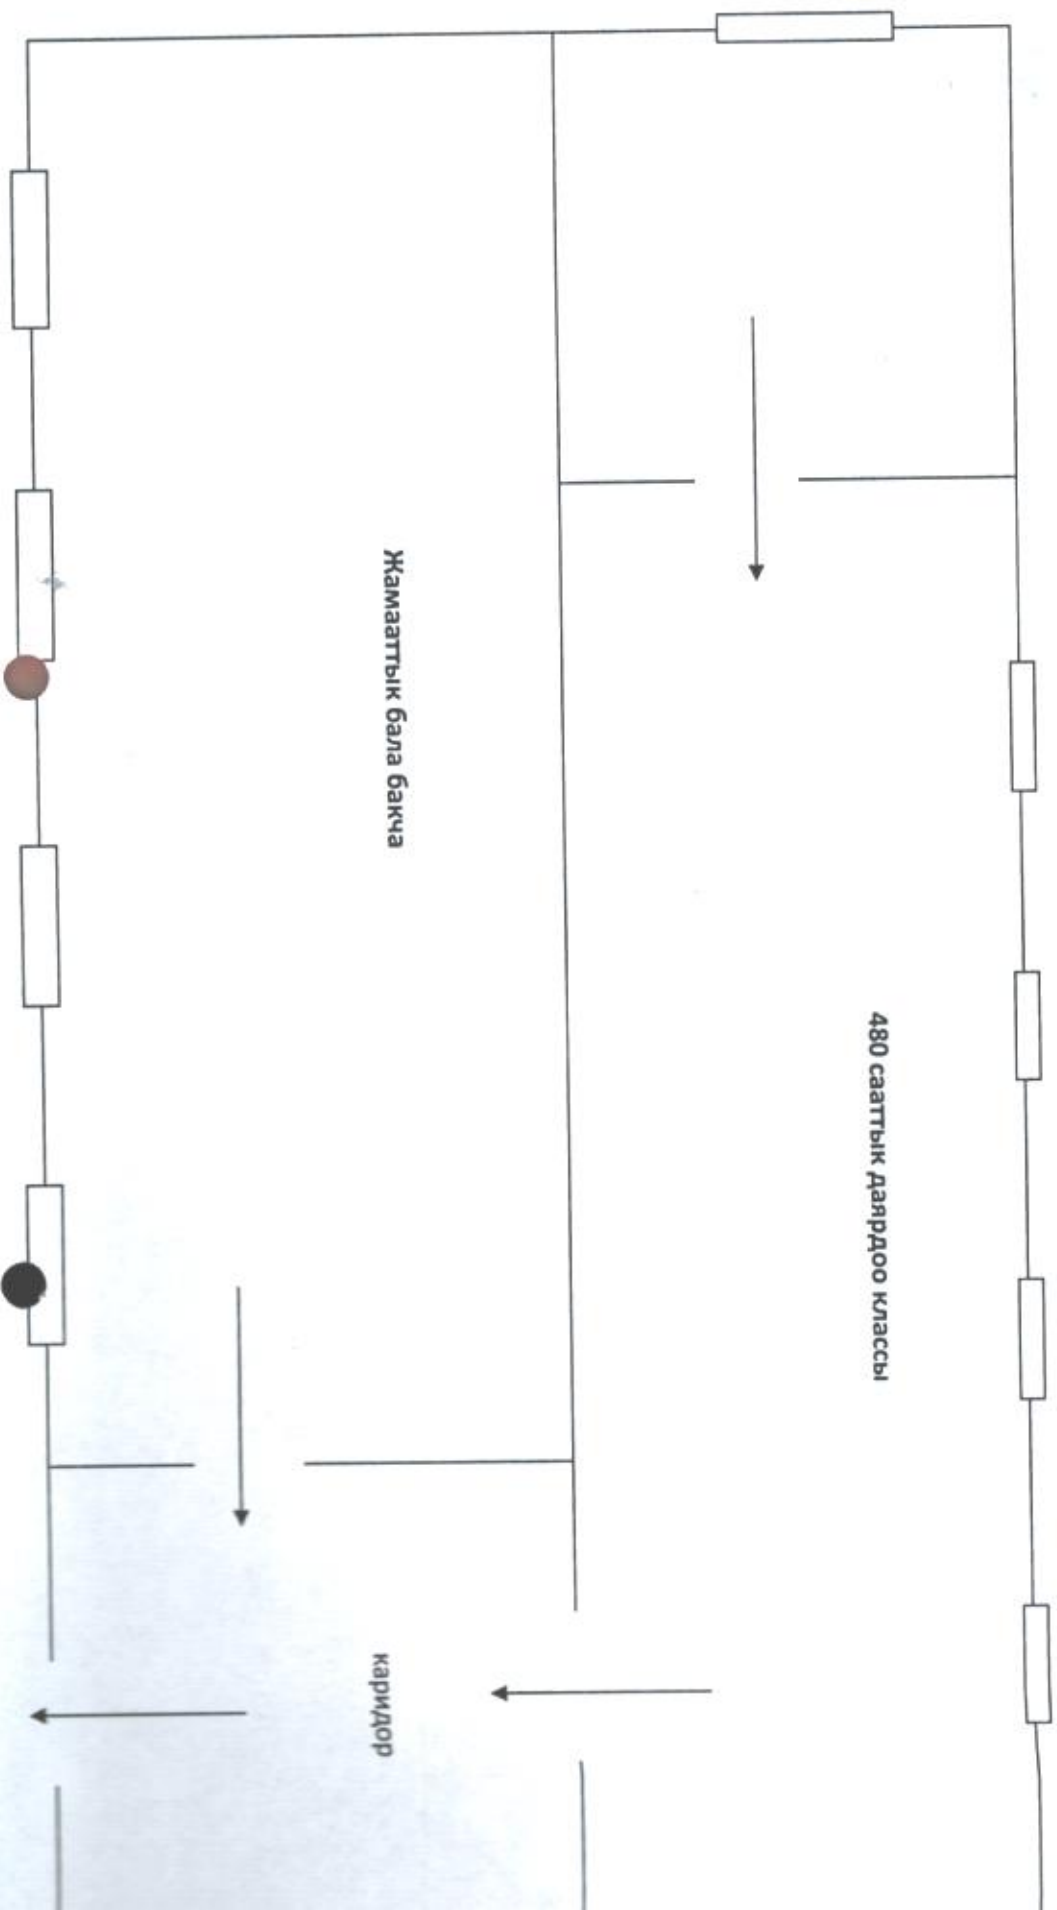 480 сааттык даярдоо классы
Жамааттык бала бакча
каридор